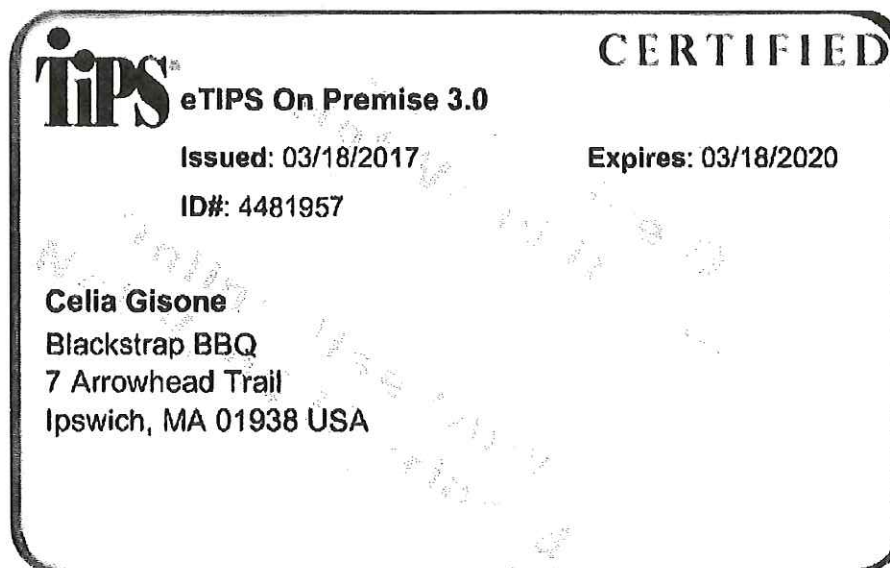 CERTIFIED
TiPS® eTIPS On Premise 3.0
Issued: 03/18/2017 Expires: 03/18/2020
ID#: 4481957
Celia Gisone
Blackstrap BBQ
7 Arrowhead Trail
Ipswich, MA 01938 USA